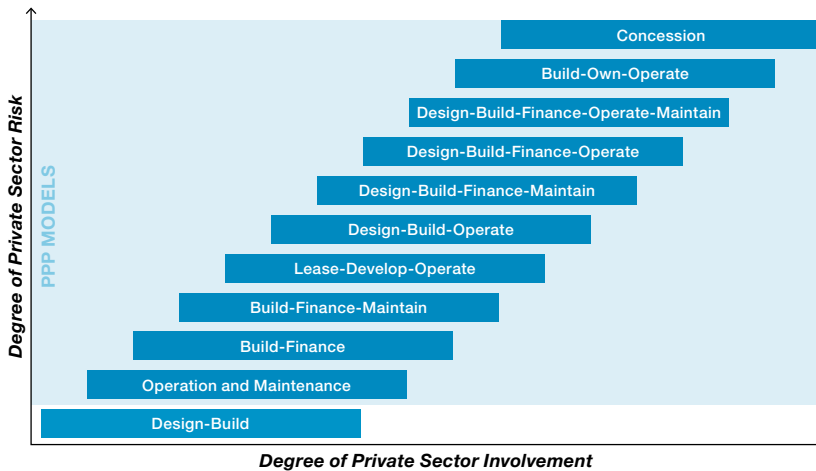 Concession
Build-Own-Operate
Design-Build-Finance-Operate-Maintain
Design-Build-Finance-Operate
Design-Build-Finance-Maintain
Design-Build-Operate
Lease-Develop-Operate
Build-Finance-Maintain
Build-Finance
Operation and Maintenance
Design-Build
Degree of Private Sector Risk
PPP MODELS
Degree of Private Sector Involvement